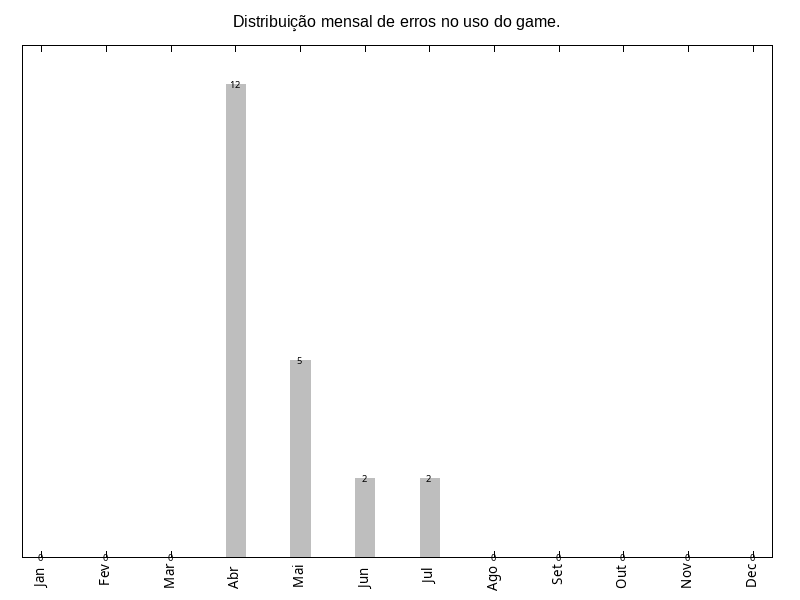 Distribuição mensal de erros no uso do game.
12
5
2 2
0 0 0 0 0 0 0 0
Jan Fev Mar Abr Mai Jun Jul Ago Set Out Nov Dec